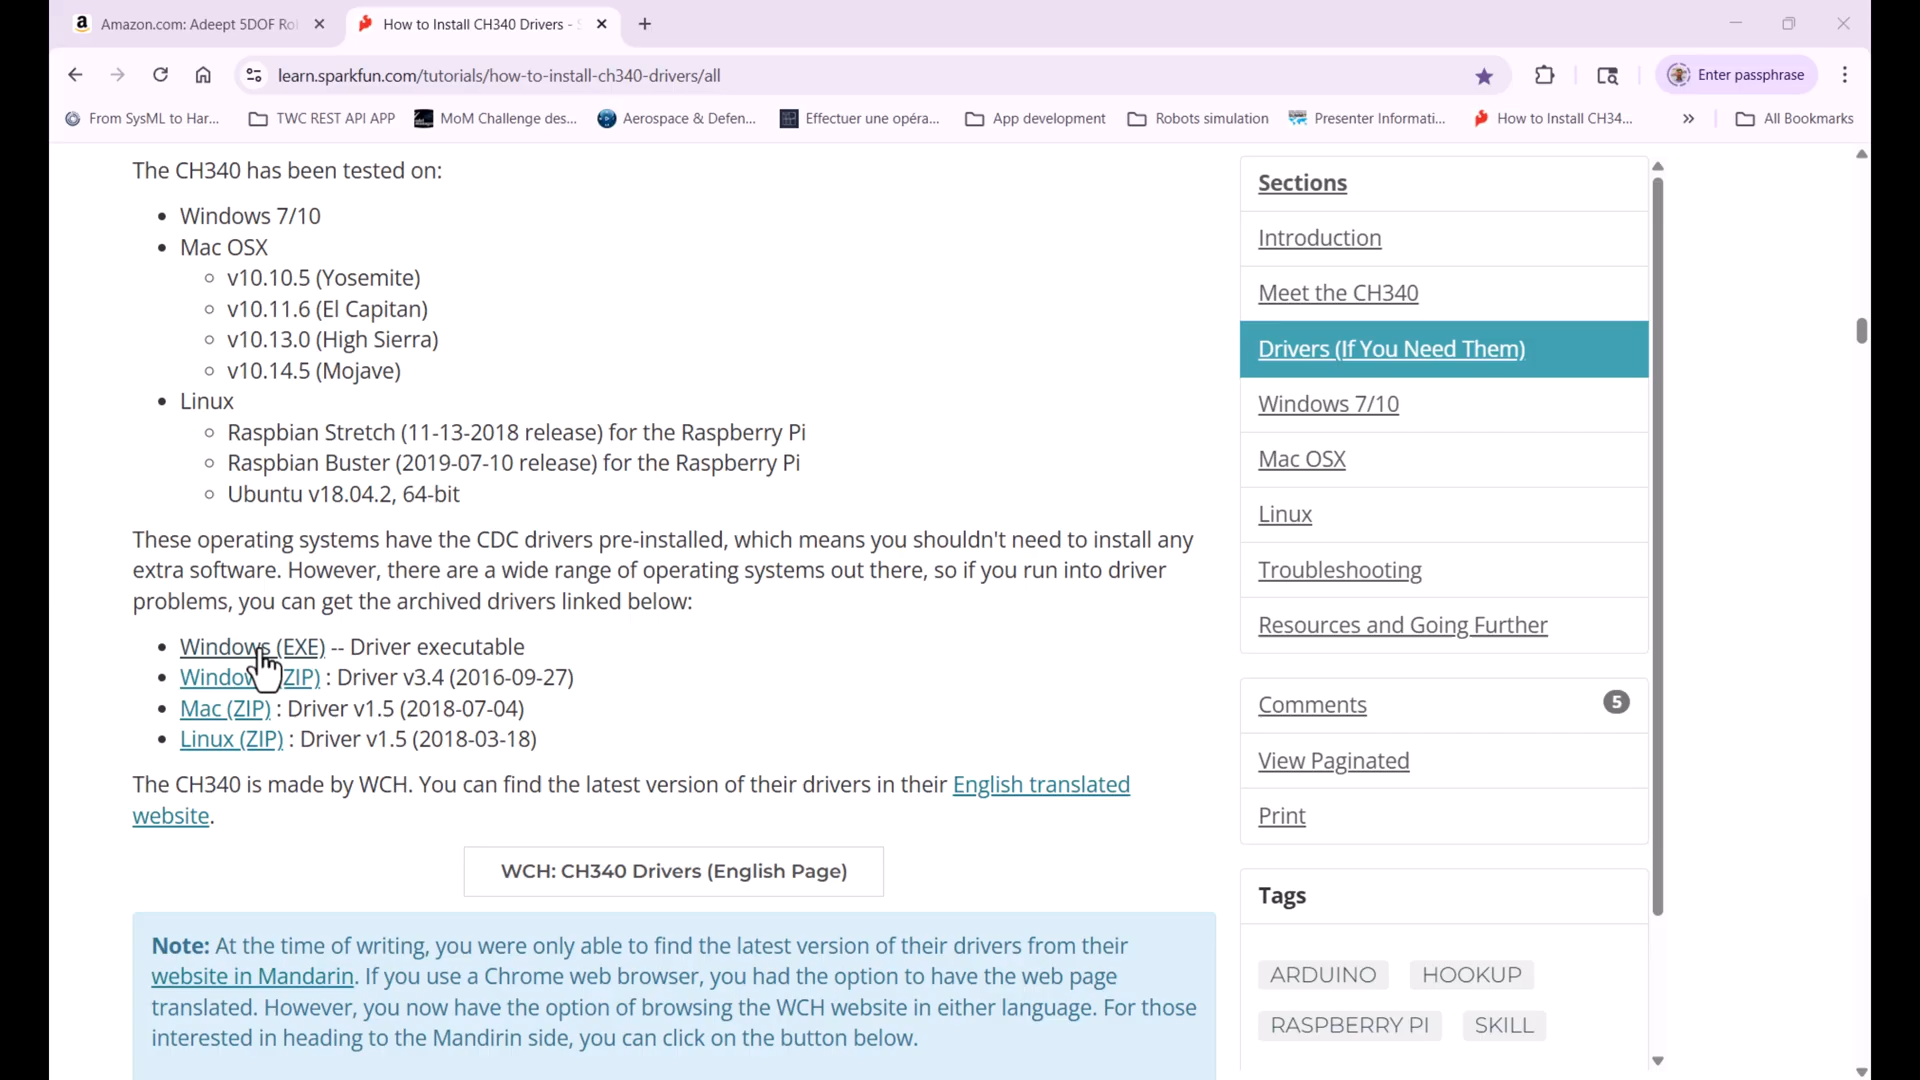 Amazon.com: Adeept 5DOF Ro
How to Install CH340 Drivers -
learn.sparkfun.com/tutorials/how-to-install-ch340-drivers/all
Enter passphrase
From SysML to Har...
TWC REST API APP
MoM Challenge des...
Aerospace & Defen...
Effectuer une opéra...
App development
Robots simulation
Presenter Informati...
How to Install CH34...
All Bookmarks
The CH340 has been tested on:
Windows 7/10
Mac OSX
v10.10.5 (Yosemite)
v10.11.6 (El Capitan)
v10.13.0 (High Sierra)
v10.14.5 (Mojave)
Linux
Raspbian Stretch (11-13-2018 release) for the Raspberry Pi
Raspbian Buster (2019-07-10 release) for the Raspberry Pi
Ubuntu v18.04.2, 64-bit
These operating systems have the CDC drivers pre-installed, which means you shouldn't need to install any
extra software. However, there are a wide range of operating systems out there, so if you run into driver
problems, you can get the archived drivers linked below:
Windows (EXE) -- Driver executable
Windows (ZIP) : Driver v3.4 (2016-09-27)
Mac (ZIP) : Driver v1.5 (2018-07-04)
Linux (ZIP) : Driver v1.5 (2018-03-18)
The CH340 is made by WCH. You can find the latest version of their drivers in their English translated
website.
WCH: CH340 Drivers (English Page)
Note: At the time of writing, you were only able to find the latest version of their drivers from their
website in Mandarin. If you use a Chrome web browser, you had the option to have the web page
translated. However, you now have the option of browsing the WCH website in either language. For those
interested in heading to the Mandirin side, you can click on the button below.
Sections
Introduction
Meet the CH340
Drivers (If You Need Them)
Windows 7/10
Mac OSX
Linux
Troubleshooting
Resources and Going Further
Comments 5
View Paginated
Print
Tags
ARDUINO HOOKUP
RASPBERRY PI SKILL